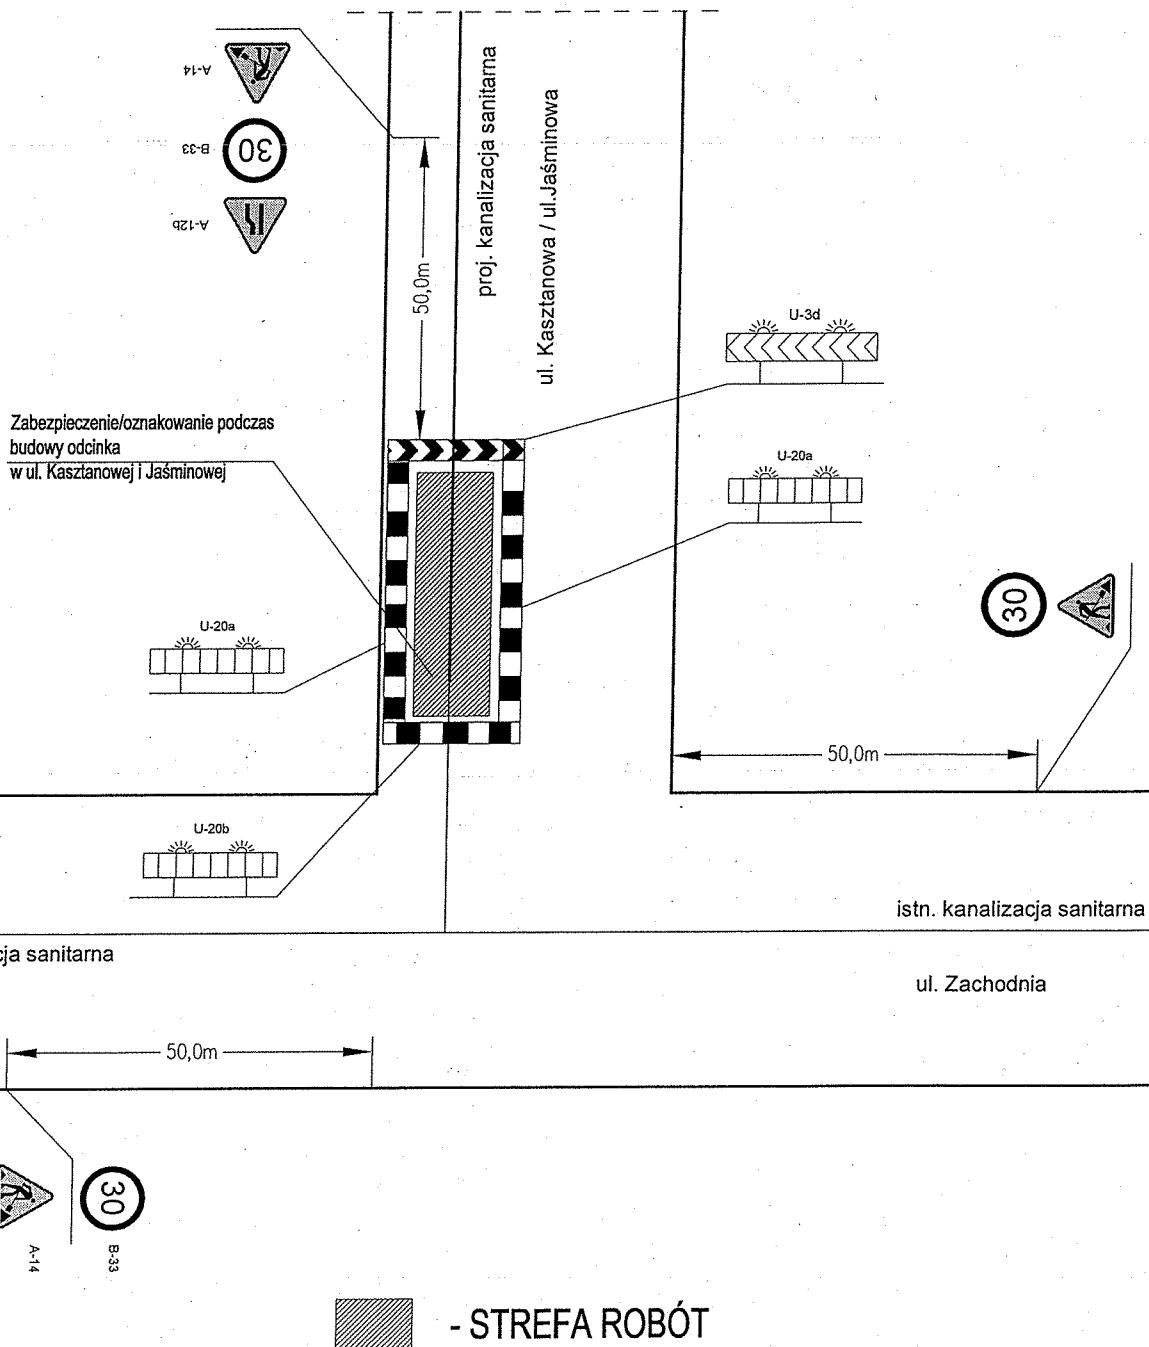 A-14
30
B-33
A-12b
50,0m
proj. kanalizacja sanitarna
ul. Kasztanowa / ul.Jaśminowa
U-3d
Zabezpieczenie/oznakowanie podczas
budowy odcinka
w ul. Kasztanowej i Jaśminowej
U-20a
30
U-20a
50,0m
U-20b
istn. kanalizacja sanitarna
cja sanitarna
ul. Zachodnia
50,0m
30
A-14
B-33
- STREFA ROBÓT